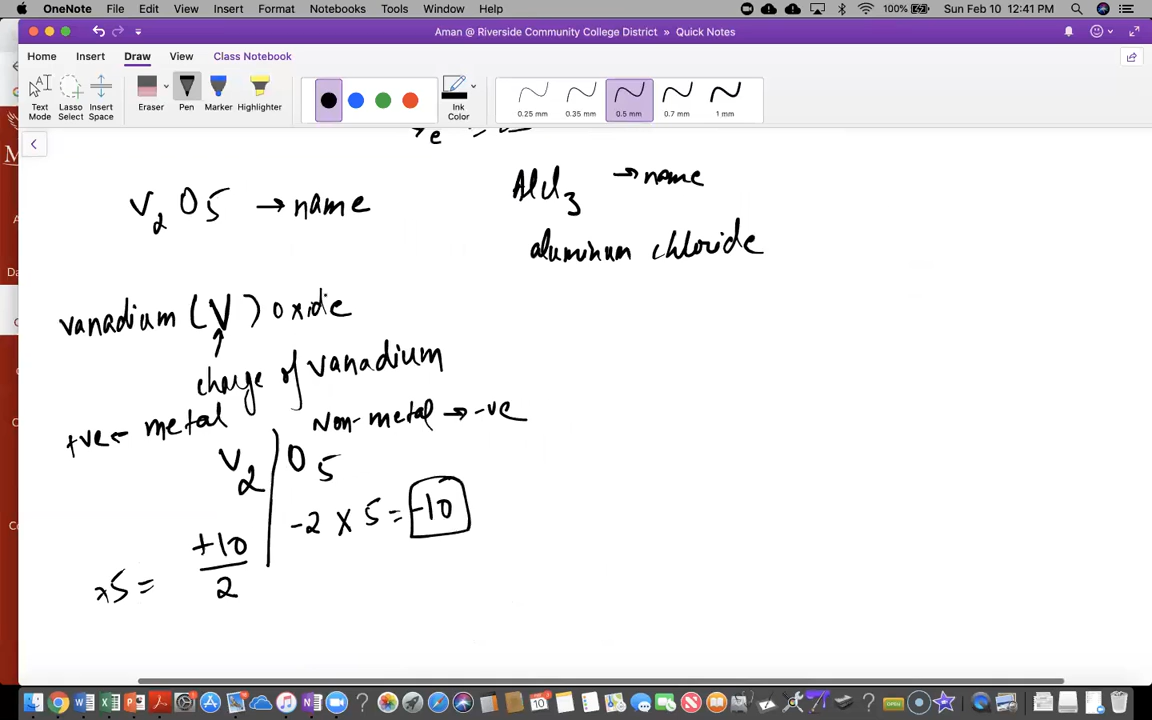 OneNote File Edit View Insert Format Notebooks Tools Window Help 100% Sun Feb 10 12:41 PM
Aman @ Riverside Community College District » Quick Notes
Home Insert Draw View Class Notebook
Text Mode Lasso Select Insert Space Eraser Pen Marker Highlighter Ink Color 0.25 mm 0.35 mm 0.5 mm 0.7 mm 1 mm
e
V2O5 → name
AlCl3 → name
aluminum chloride
vanadium (V) oxide
charge of vanadium
+ve ← metal
Non-metal → -ve
V2 | O5
-2 x 5 = -10
+10
+5 =
2